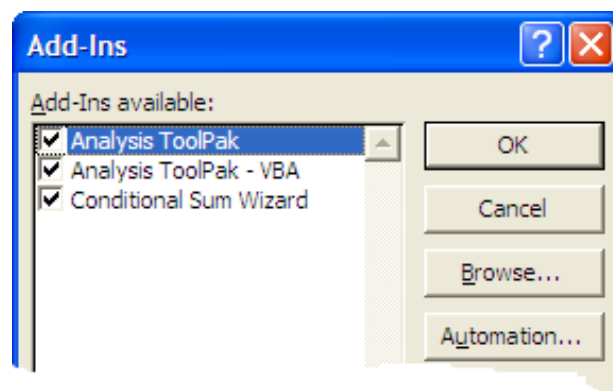 Add-Ins
Add-Ins available:
Analysis ToolPak
Analysis ToolPak - VBA
Conditional Sum Wizard
OK
Cancel
Browse...
Automation...